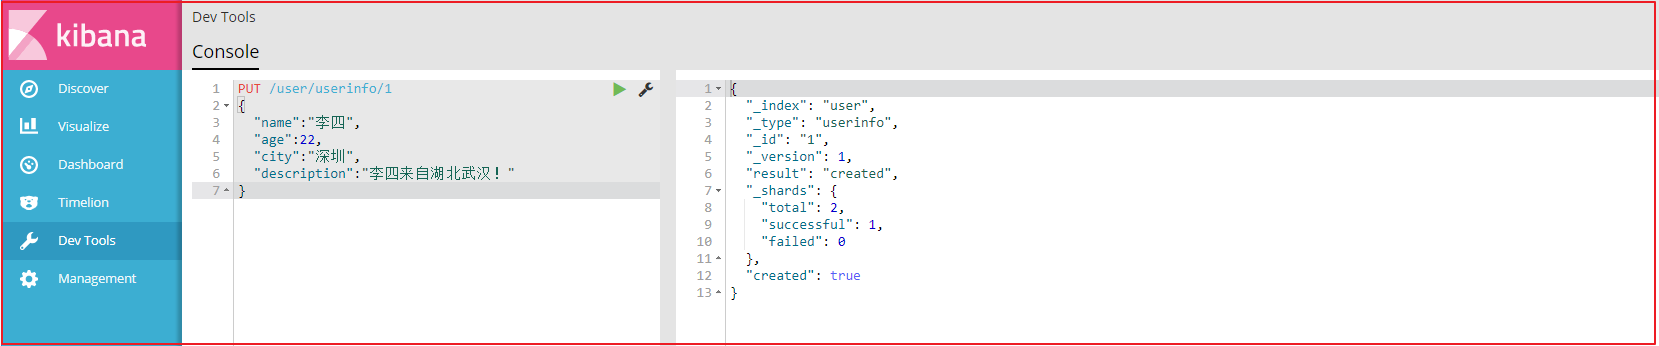 kibana
Discover
Visualize
Dashboard
Timelion
Dev Tools
Management
Dev Tools
Console
1 PUT /user/userinfo/1
2 {
3 "name":"李四",
4 "age":22,
5 "city":"深圳",
6 "description":"李四来自湖北武汉！"
7 }
1 {
2 "_index": "user",
3 "_type": "userinfo",
4 "_id": "1",
5 "_version": 1,
6 "result": "created",
7 "_shards": {
8 "total": 2,
9 "successful": 1,
10 "failed": 0
11 },
12 "created": true
13 }